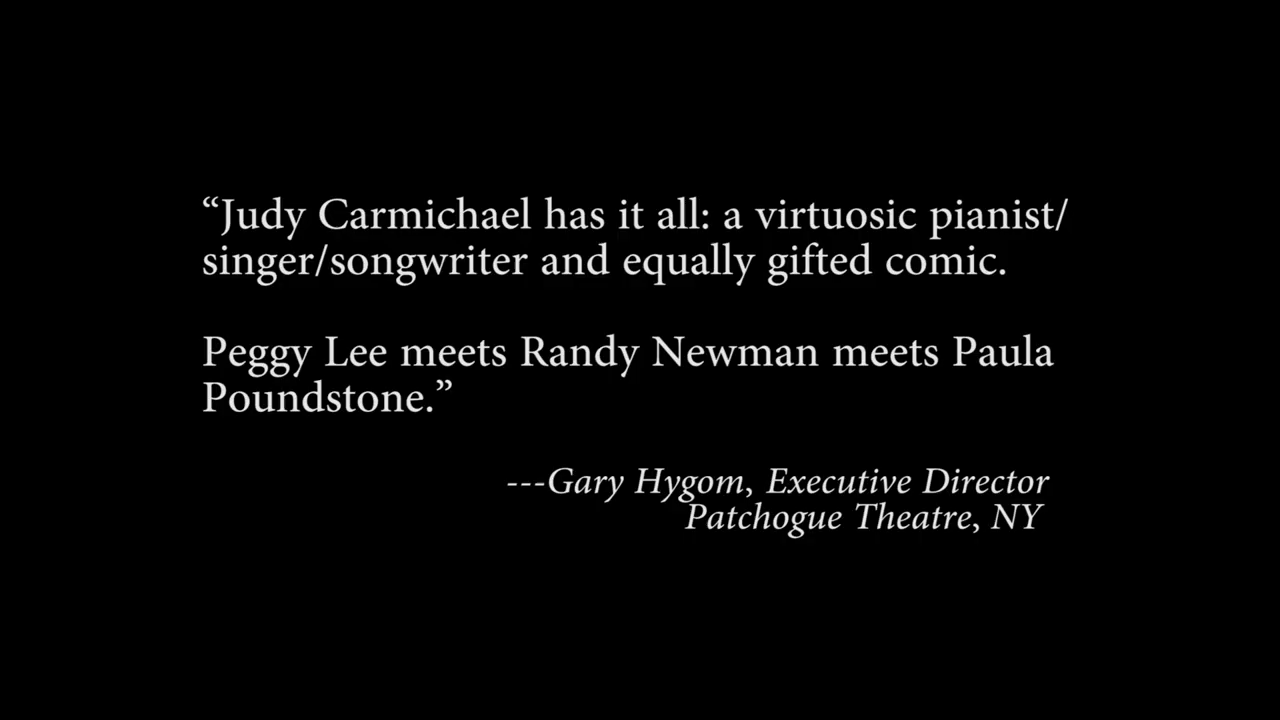 “Judy Carmichael has it all: a virtuosic pianist/
singer/songwriter and equally gifted comic.
Peggy Lee meets Randy Newman meets Paula
Poundstone.”
---Gary Hygom, Executive Director
Patchogue Theatre, NY